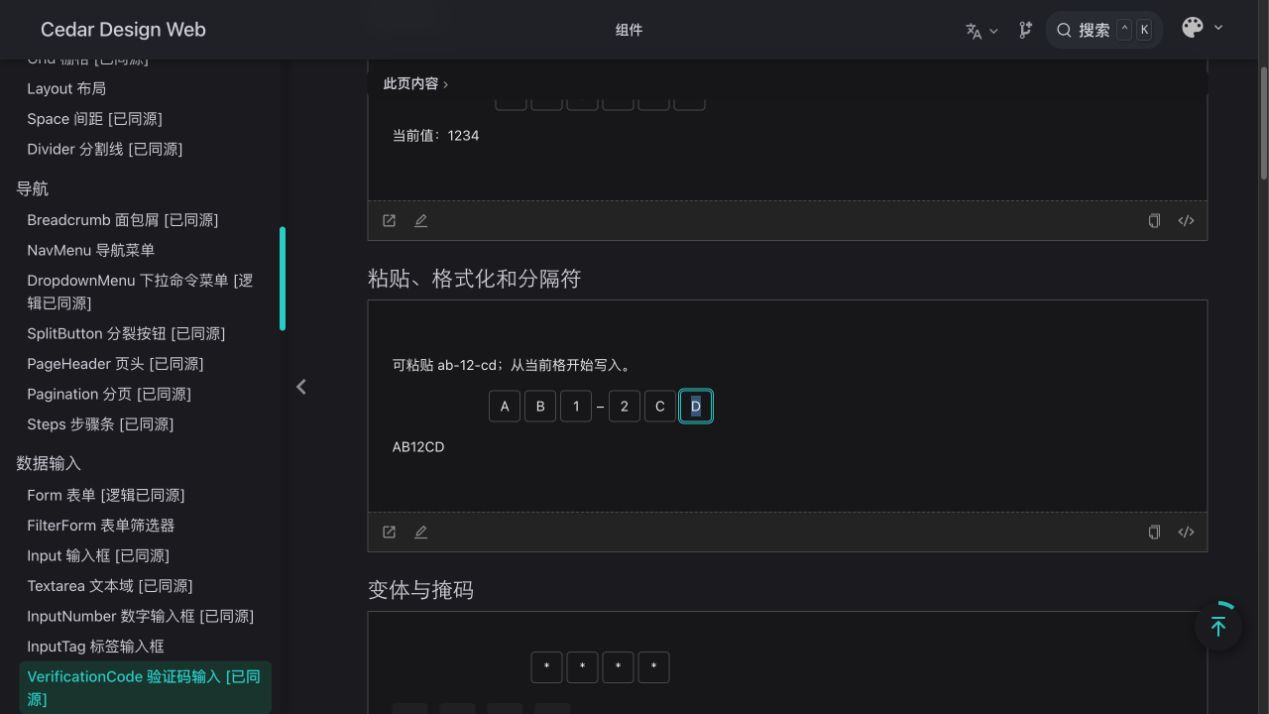 Cedar Design Web
组件
搜索
^
K
Grid 栅格 [已同源]
Layout 布局
Space 间距 [已同源]
Divider 分割线 [已同源]
导航
Breadcrumb 面包屑 [已同源]
NavMenu 导航菜单
DropdownMenu 下拉命令菜单 [逻
辑已同源]
SplitButton 分裂按钮 [已同源]
PageHeader 页头 [已同源]
Pagination 分页 [已同源]
Steps 步骤条 [已同源]
数据输入
Form 表单 [逻辑已同源]
FilterForm 表单筛选器
Input 输入框 [已同源]
Textarea 文本域 [已同源]
InputNumber 数字输入框 [已同源]
InputTag 标签输入框
VerificationCode 验证码输入 [已同
源]
此页内容 ›
当前值：1234
粘贴、格式化和分隔符
可粘贴 ab-12-cd；从当前格开始写入。
A B 1 – 2 C D
AB12CD
变体与掩码
* * * *